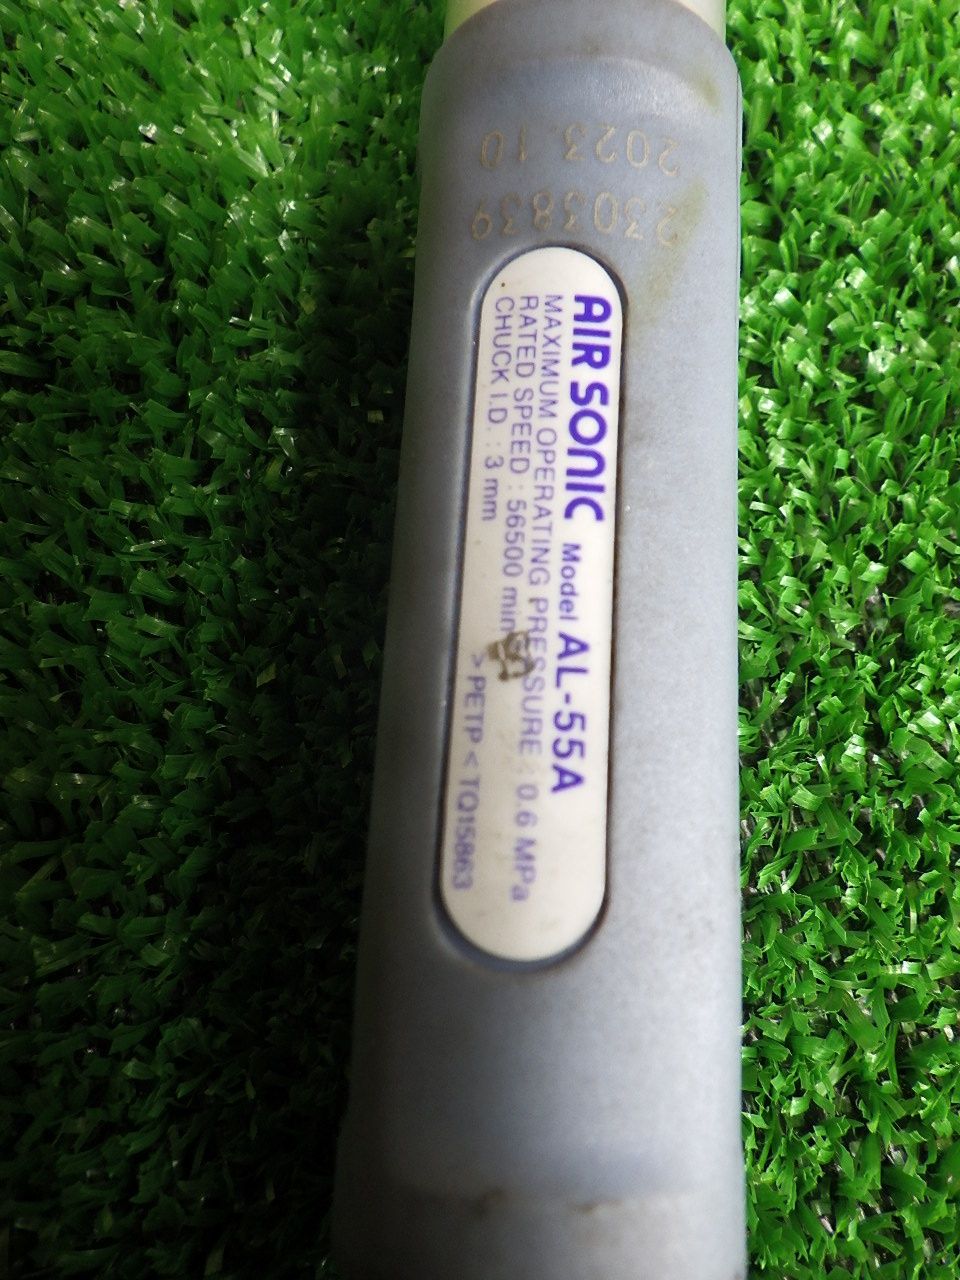 2023.10
2303839
AIR SONIC Model AL-55A
MAXIMUM OPERATING PRESSURE : 0.6 MPa
RATED SPEED : 56500 min
CHUCK I.D. : 3 mm >PETP< TQ15863